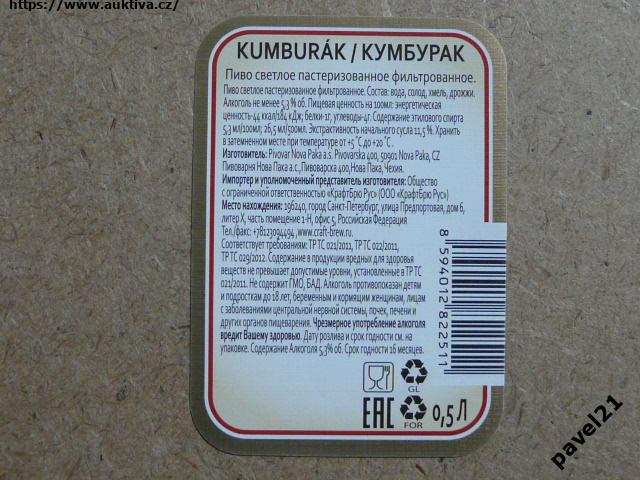 https://www.auktiva.cz/
KUMBURÁK / КУМБУРАК
Пиво светлое пастеризованное фильтрованное.
Пиво светлое пастеризованное фильтрованное. Состав: вода, солод, хмель, дрожжи.
Алкоголь не менее 5,3 % об. Пищевая ценность на 100мл: энергетическая
ценность-44 ккал/184 кДж; белки-1г, углеводы-4г. Содержание этилового спирта
5,3 мл/100мл; 26,5 мл/500мл. Экстрактивность начального сусла 11,5 %. Хранить
в затемненном месте при температуре от +5 °C до +20 °C .
Изготовитель: Pivovar Nova Paka a.s. Pivovarska 400, 50901 Nova Paka, CZ
Пивоварня Нова Пака а.с.,Пивоварска 400,Нова Пака, Чехия.
Импортер и уполномоченный представитель изготовителя: Общество
с ограниченной ответственностью «КрафтБрю Рус» (ООО «КрафтБрю Рус»)
Место нахождения: 196240, город Санкт-Петербург, улица Предпортовая, дом 6,
литер Х, часть помещение 1-Н, офис 5, Российская Федерация
Тел./факс: +78123094494 ,www.craft-brew.ru.
Соответствует требованиям: ТР ТС 021/2011, ТР ТС 022/2011,
ТР ТС 029/2012. Содержание в продукции вредных для здоровья
веществ не превышает допустимые уровни, установленные в ТР ТС
021/2011. Не содержит ГМО, БАД. Алкоголь противопоказан детям
и подросткам до 18 лет, беременным и кормящим женщинам, лицам
с заболеваниями центральной нервной системы, почек, печени и
других органов пищеварения. Чрезмерное употребление алкоголя
вредит Вашему здоровью. Дату розлива и срок годности см. на
упаковке. Содержание Алкоголя 5,3% об. Срок годности 16 месяцев.
8 594012 822511
GL
EAC
FOR
0,5 Л
pavel21